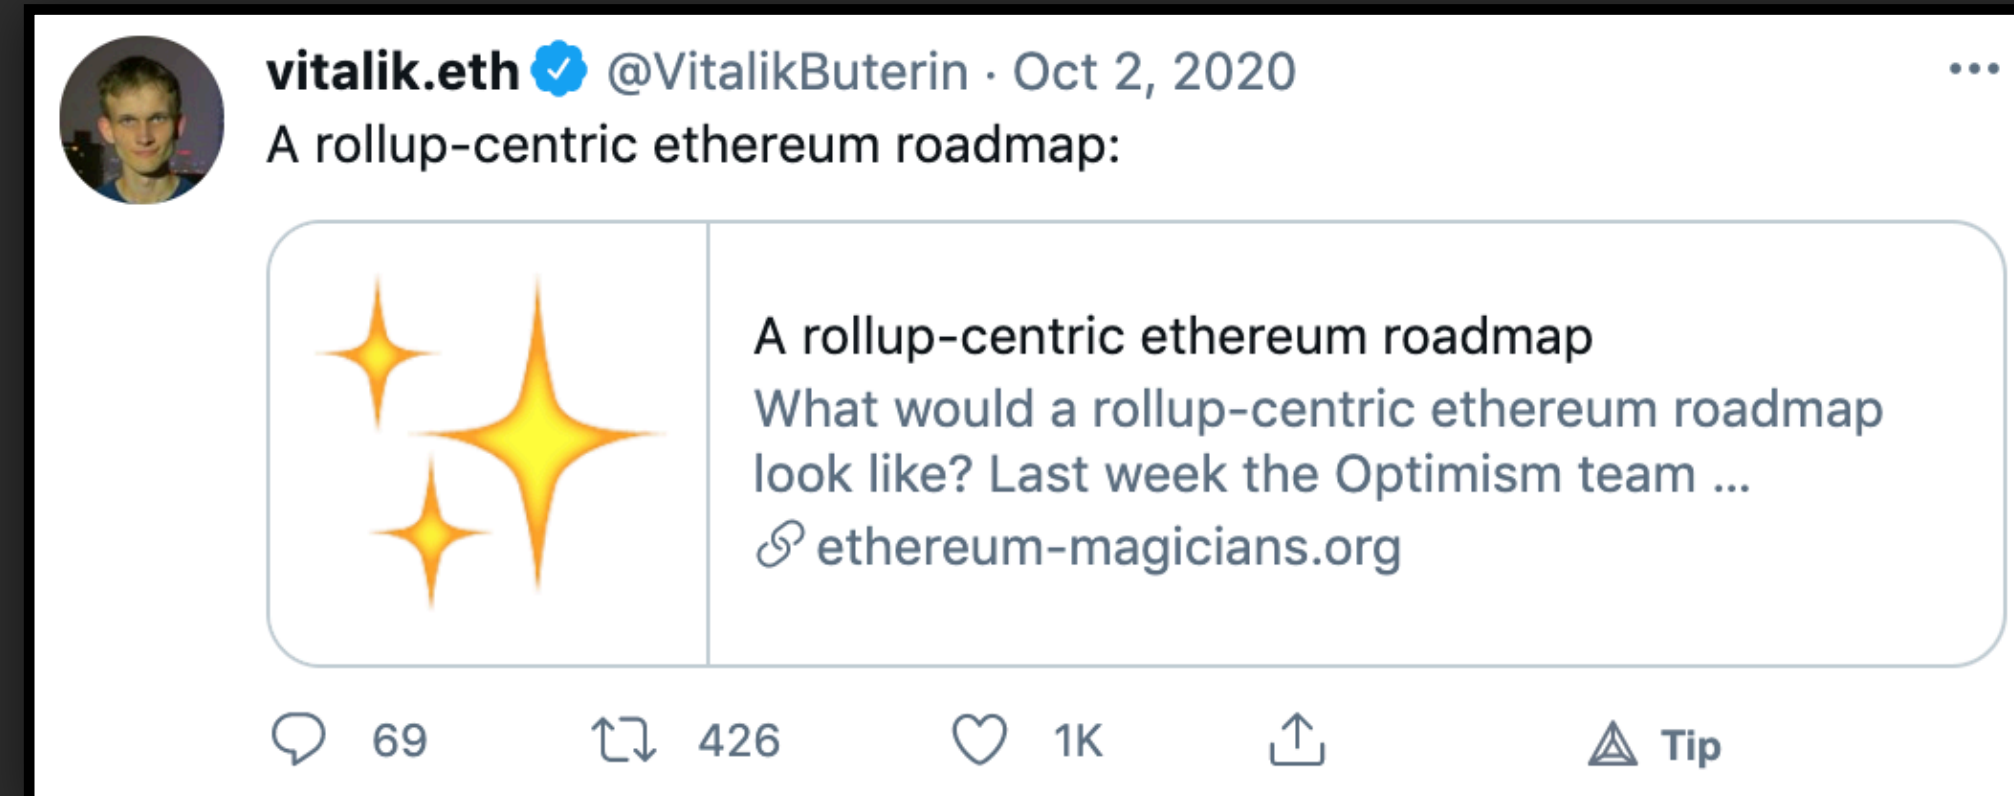 vitalik.eth @VitalikButerin · Oct 2, 2020
A rollup-centric ethereum roadmap:
A rollup-centric ethereum roadmap
What would a rollup-centric ethereum roadmap
look like? Last week the Optimism team ...
ethereum-magicians.org
69 426 1K Tip